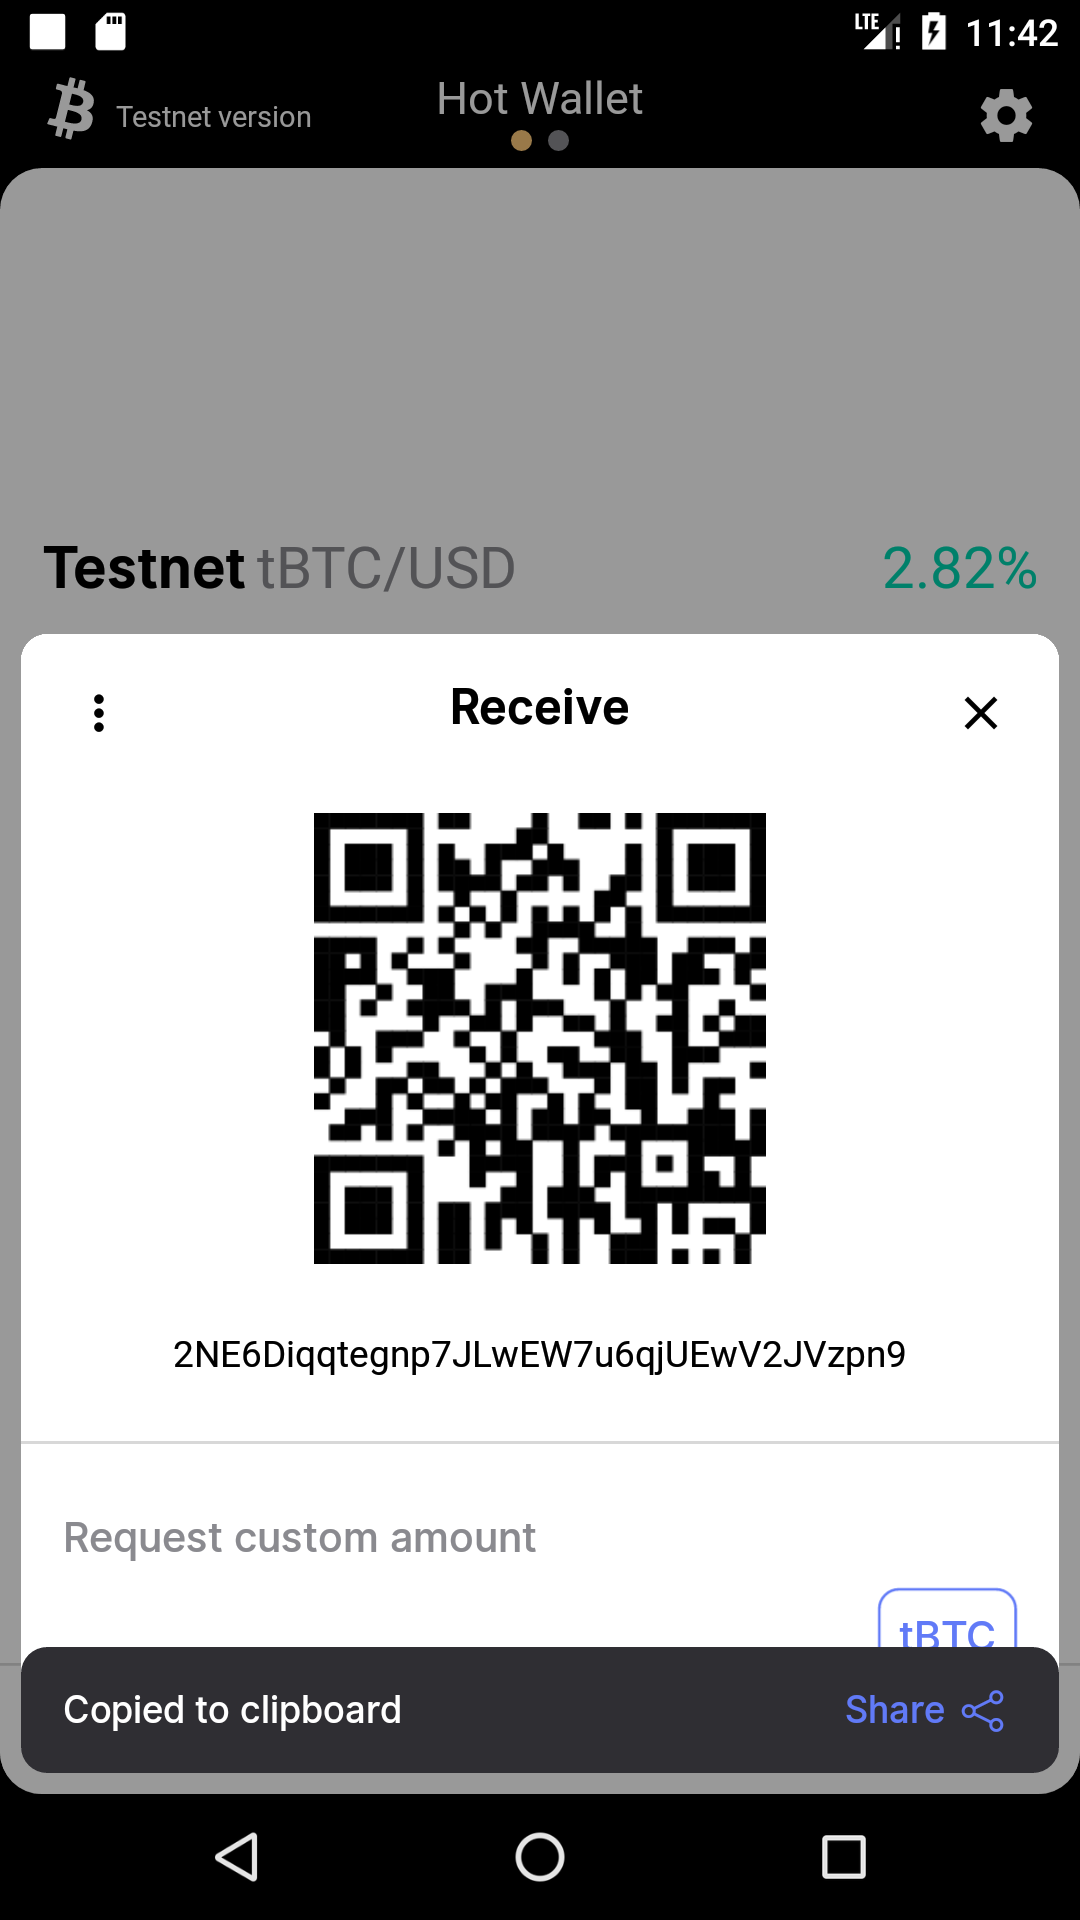 LTE 11:42
Testnet version
Hot Wallet
Testnet tBTC/USD 2.82%
Receive
2NE6Diqqtegnp7JLwEW7u6qjUEwV2JVzpn9
Request custom amount
tBTC
Copied to clipboard Share